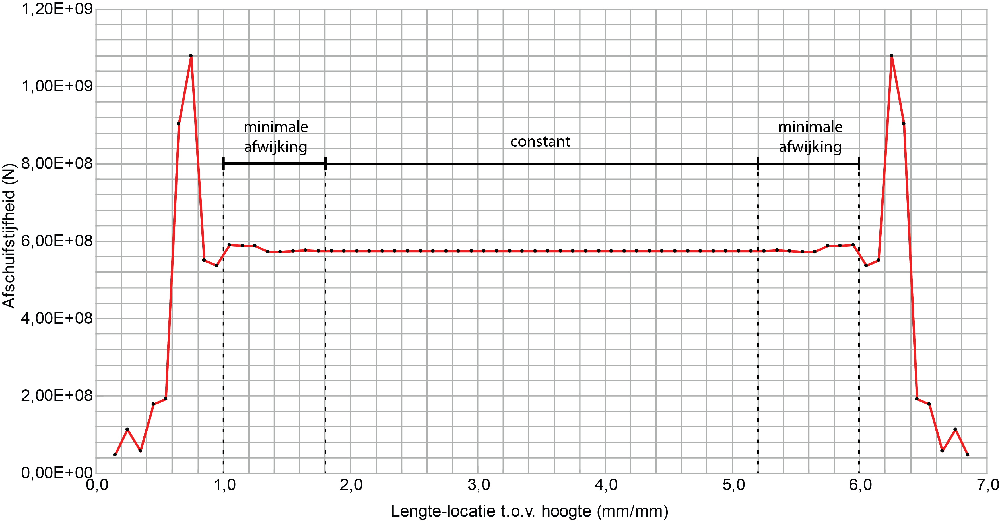 1,20E+09
1,00E+09
8,00E+08
6,00E+08
4,00E+08
2,00E+08
0,00E+00
Afschuifstijfheid (N)
minimale
afwijking
constant
minimale
afwijking
0,0 1,0 2,0 3,0 4,0 5,0 6,0 7,0
Lengte-locatie t.o.v. hoogte (mm/mm)